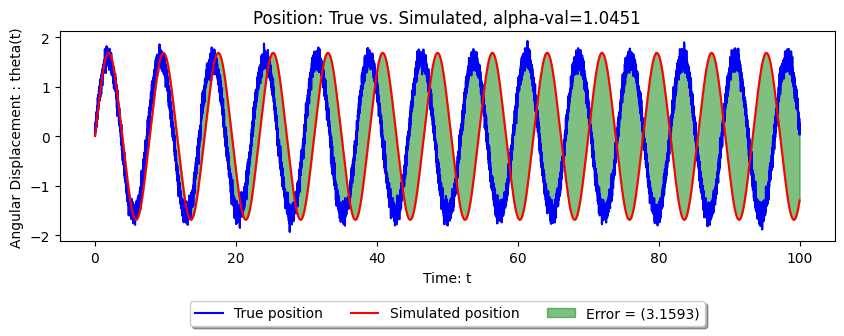 Position: True vs. Simulated, alpha-val=1.0451
Angular Displacement : theta(t)
2
1
0
−1
−2
0 20 40 60 80 100
Time: t
True position Simulated position Error = (3.1593)